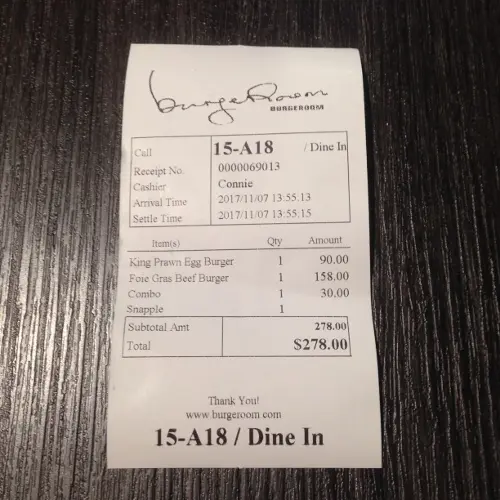 BurgeRoom
BURGEROOM
Call 15-A18 / Dine In
Receipt No. 0000069013
Cashier Connie
Arrival Time 2017/11/07 13:55:13
Settle Time 2017/11/07 13:55:15
Item(s) Qty Amount
King Prawn Egg Burger 1 90.00
Foie Gras Beef Burger 1 158.00
Combo 1 30.00
Snapple 1
Subtotal Amt 278.00
Total $278.00
Thank You!
www.burgeroom.com
15-A18 / Dine In